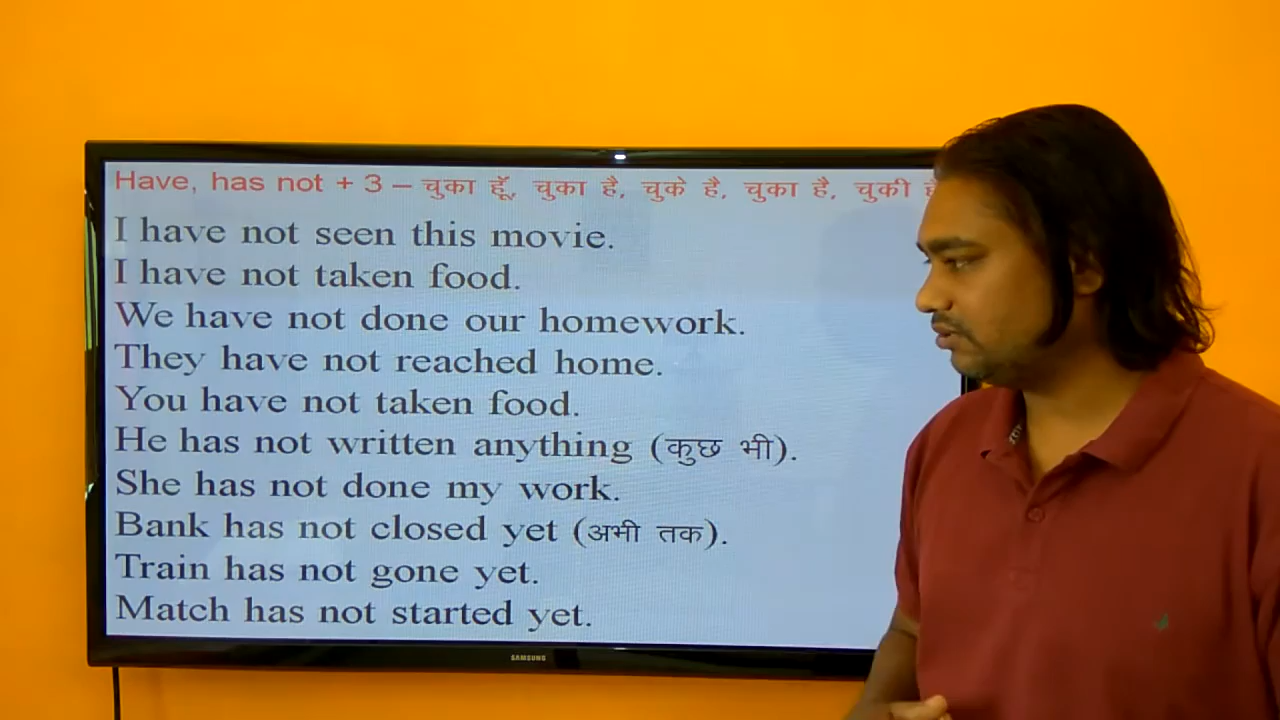 Have, has not + 3 – चुका हूँ, चुका है, चुके है, चुका है, चुकी
I have not seen this movie.
I have not taken food.
We have not done our homework.
They have not reached home.
You have not taken food.
He has not written anything (कुछ भी).
She has not done my work.
Bank has not closed yet (अभी तक).
Train has not gone yet.
Match has not started yet.
SAMSUNG